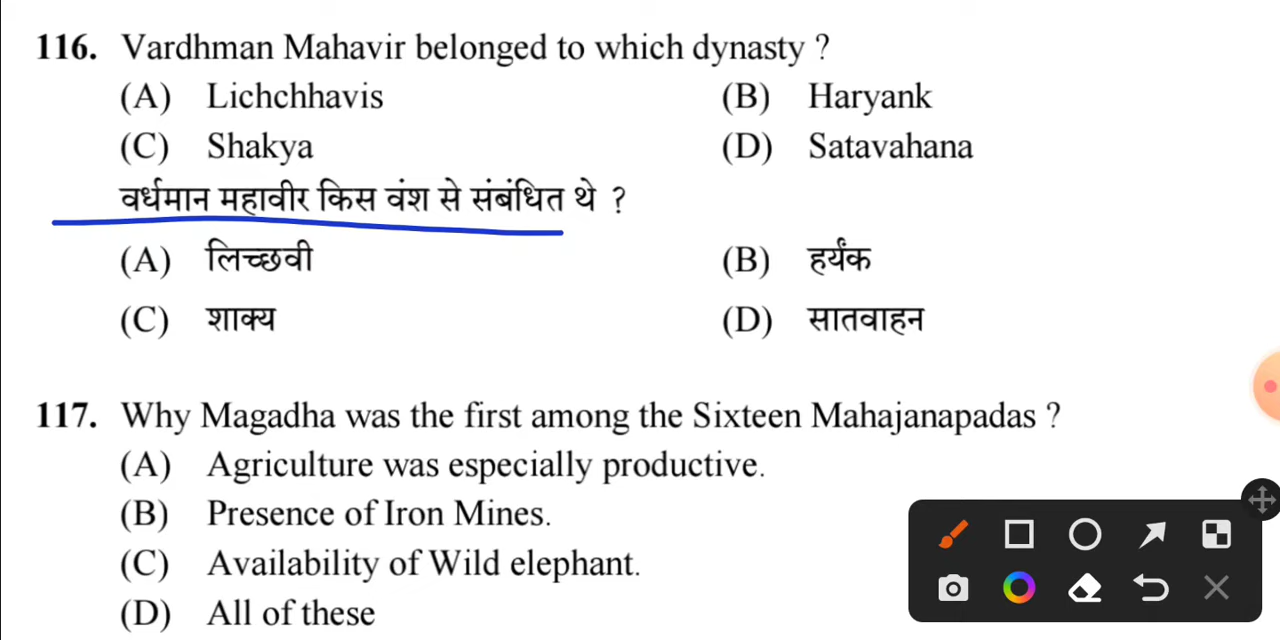 116. Vardhman Mahavir belonged to which dynasty ?
(A) Lichchhavis (B) Haryank
(C) Shakya (D) Satavahana
वर्धमान महावीर किस वंश से संबंधित थे ?
(A) लिच्छवी (B) हर्यंक
(C) शाक्य (D) सातवाहन
117. Why Magadha was the first among the Sixteen Mahajanapadas ?
(A) Agriculture was especially productive.
(B) Presence of Iron Mines.
(C) Availability of Wild elephant.
(D) All of these